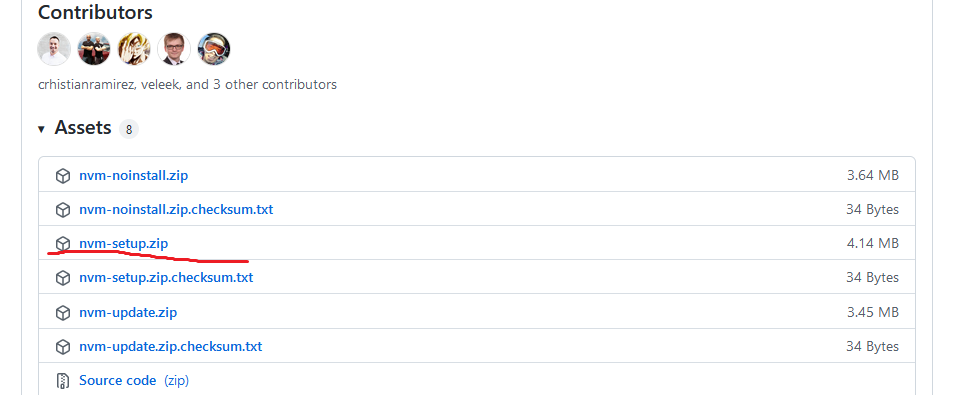 Contributors
crhistianramirez, veleek, and 3 other contributors
Assets 8
nvm-noinstall.zip 3.64 MB
nvm-noinstall.zip.checksum.txt 34 Bytes
nvm-setup.zip 4.14 MB
nvm-setup.zip.checksum.txt 34 Bytes
nvm-update.zip 3.45 MB
nvm-update.zip.checksum.txt 34 Bytes
Source code (zip)